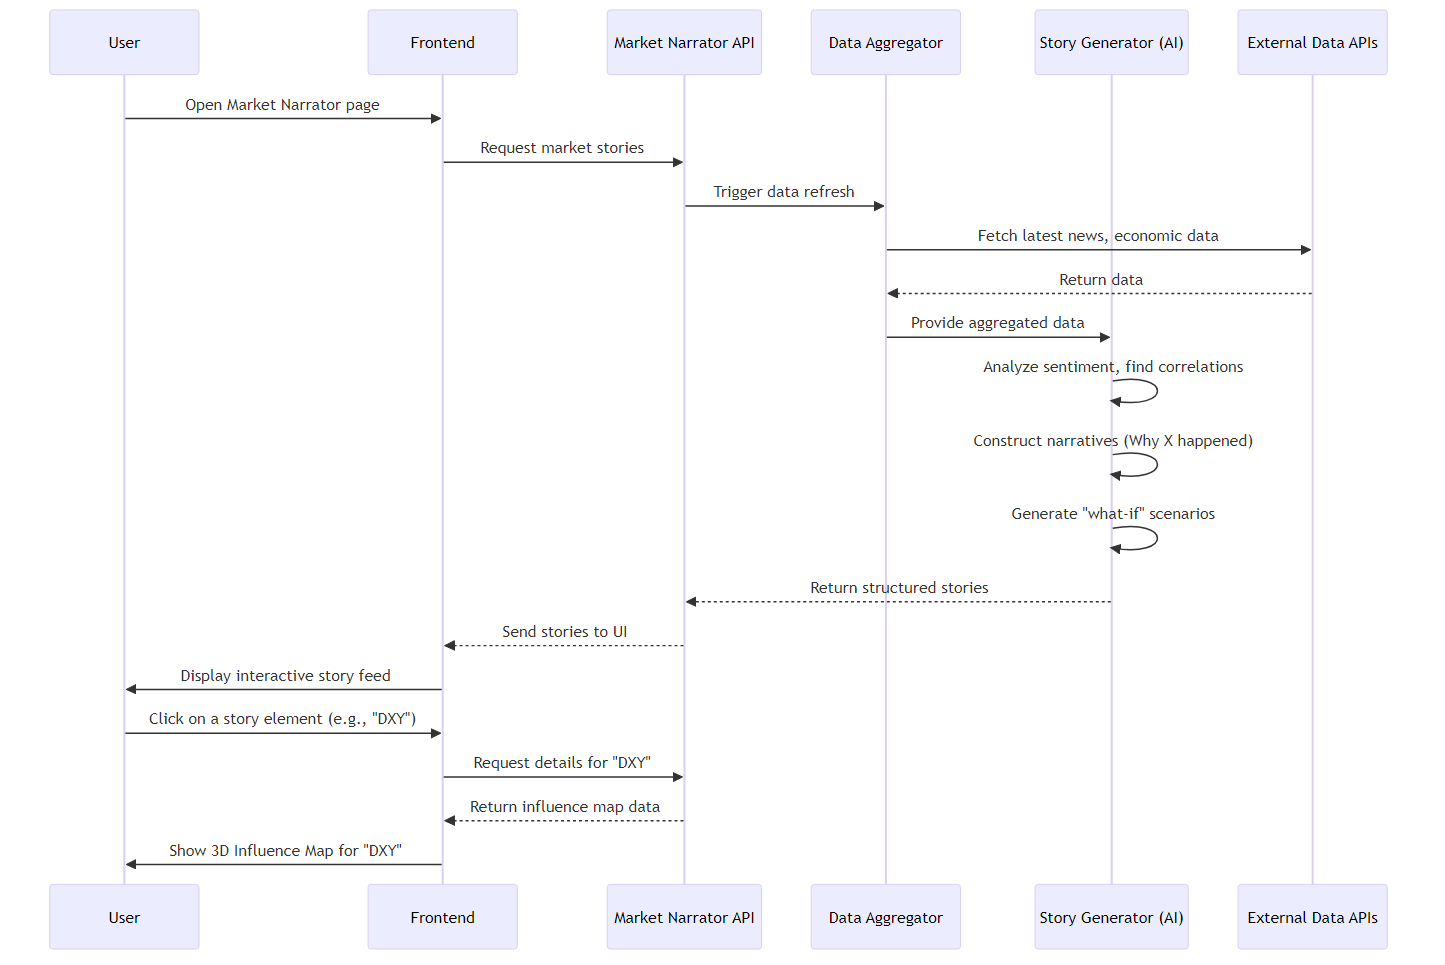 User
Frontend
Market Narrator API
Data Aggregator
Story Generator (AI)
External Data APIs
Open Market Narrator page
Request market stories
Trigger data refresh
Fetch latest news, economic data
Return data
Provide aggregated data
Analyze sentiment, find correlations
Construct narratives (Why X happened)
Generate "what-if" scenarios
Return structured stories
Send stories to UI
Display interactive story feed
Click on a story element (e.g., "DXY")
Request details for "DXY"
Return influence map data
Show 3D Influence Map for "DXY"
User
Frontend
Market Narrator API
Data Aggregator
Story Generator (AI)
External Data APIs